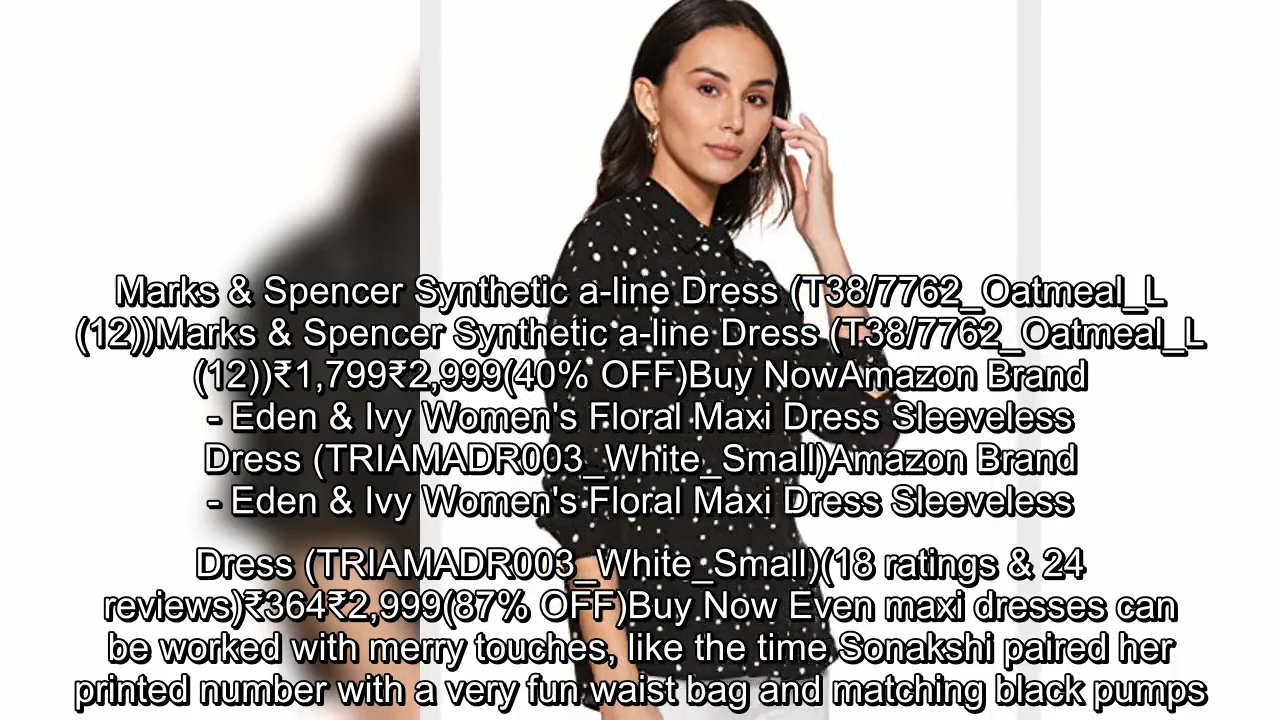 Marks & Spencer Synthetic a-line Dress (T38/7762_Oatmeal_L
(12))Marks & Spencer Synthetic a-line Dress (T38/7762_Oatmeal_L
(12))₹1,799₹2,999(40% OFF)Buy NowAmazon Brand
- Eden & Ivy Women's Floral Maxi Dress Sleeveless
Dress (TRIAMADR003_White_Small)Amazon Brand
- Eden & Ivy Women's Floral Maxi Dress Sleeveless
Dress (TRIAMADR003_White_Small)(18 ratings & 24
reviews)₹364₹2,999(87% OFF)Buy Now Even maxi dresses can
be worked with merry touches, like the time Sonakshi paired her
printed number with a very fun waist bag and matching black pumps